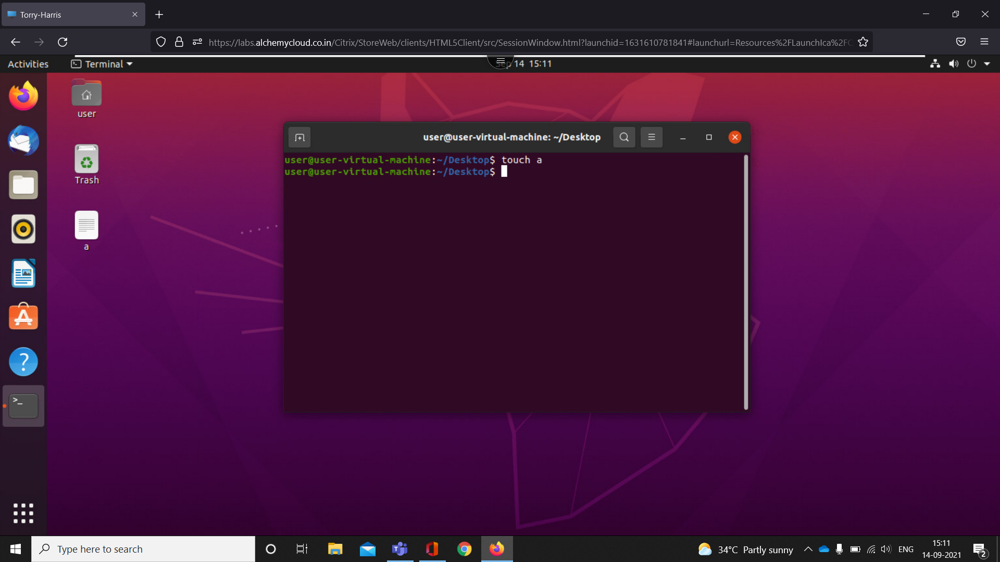 Torry-Harris
https://labs.alchemycloud.co.in/Citrix/StoreWeb/clients/HTML5Client/src/SessionWindow.html?launchid=1631610781841#launchurl=Resources%2FLaunchIca%2FC
Activities
Terminal
Sep 14 15:11
user
Trash
a
user@user-virtual-machine: ~/Desktop
user@user-virtual-machine:~/Desktop$ touch a
user@user-virtual-machine:~/Desktop$
Type here to search
34°C Partly sunny
ENG
15:11
14-09-2021
2